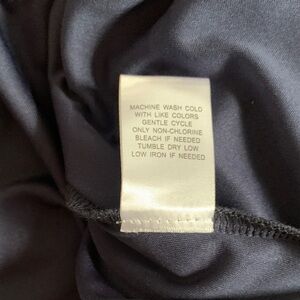 MACHINE WASH COLD
WITH LIKE COLORS
GENTLE CYCLE
ONLY NON-CHLORINE
BLEACH IF NEEDED
TUMBLE DRY LOW
LOW IRON IF NEEDED